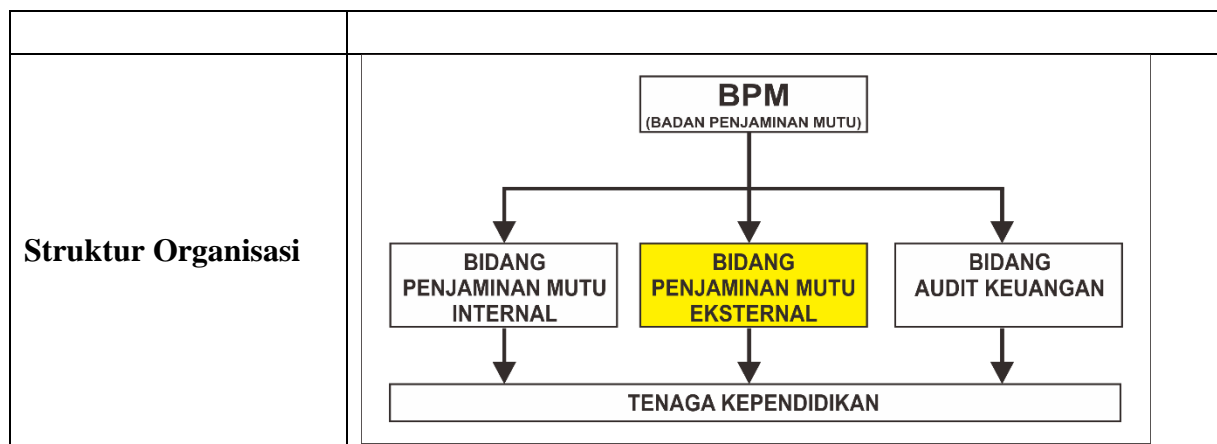 Struktur Organisasi
BPM
(BADAN PENJAMINAN MUTU)
BIDANG
PENJAMINAN MUTU
INTERNAL
BIDANG
PENJAMINAN MUTU
EKSTERNAL
BIDANG
AUDIT KEUANGAN
TENAGA KEPENDIDIKAN